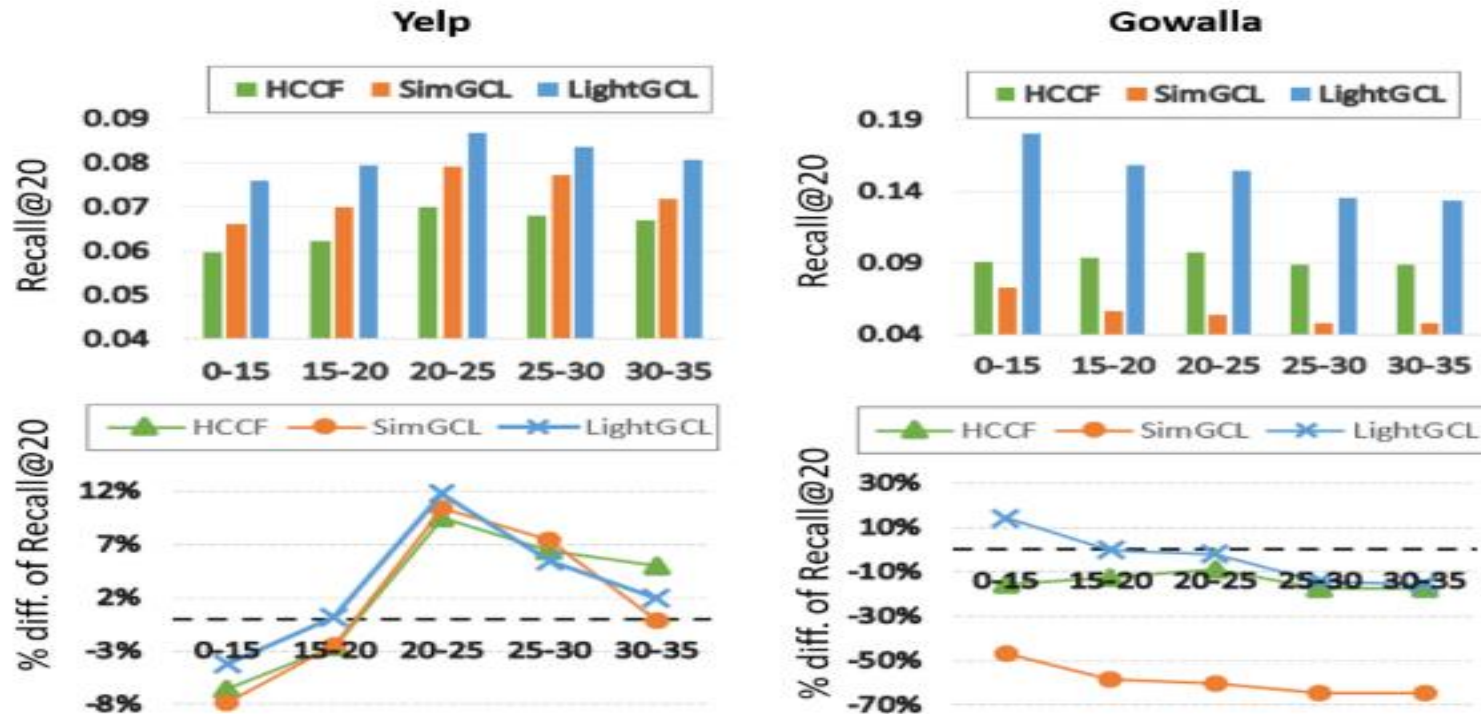 Yelp
HCCF SimGCL LightGCL
Recall@20
0.09
0.08
0.07
0.06
0.05
0.04
0-15 15-20 20-25 25-30 30-35
HCCF SimGCL LightGCL
% diff. of Recall@20
12%
7%
2%
-3%
-8%
0-15 15-20 20-25 25-30 30-35
Gowalla
HCCF SimGCL LightGCL
Recall@20
0.19
0.14
0.09
0.04
0-15 15-20 20-25 25-30 30-35
HCCF SimGCL LightGCL
% diff. of Recall@20
30%
10%
-10%
-30%
-50%
-70%
0-15 15-20 20-25 25-30 30-35